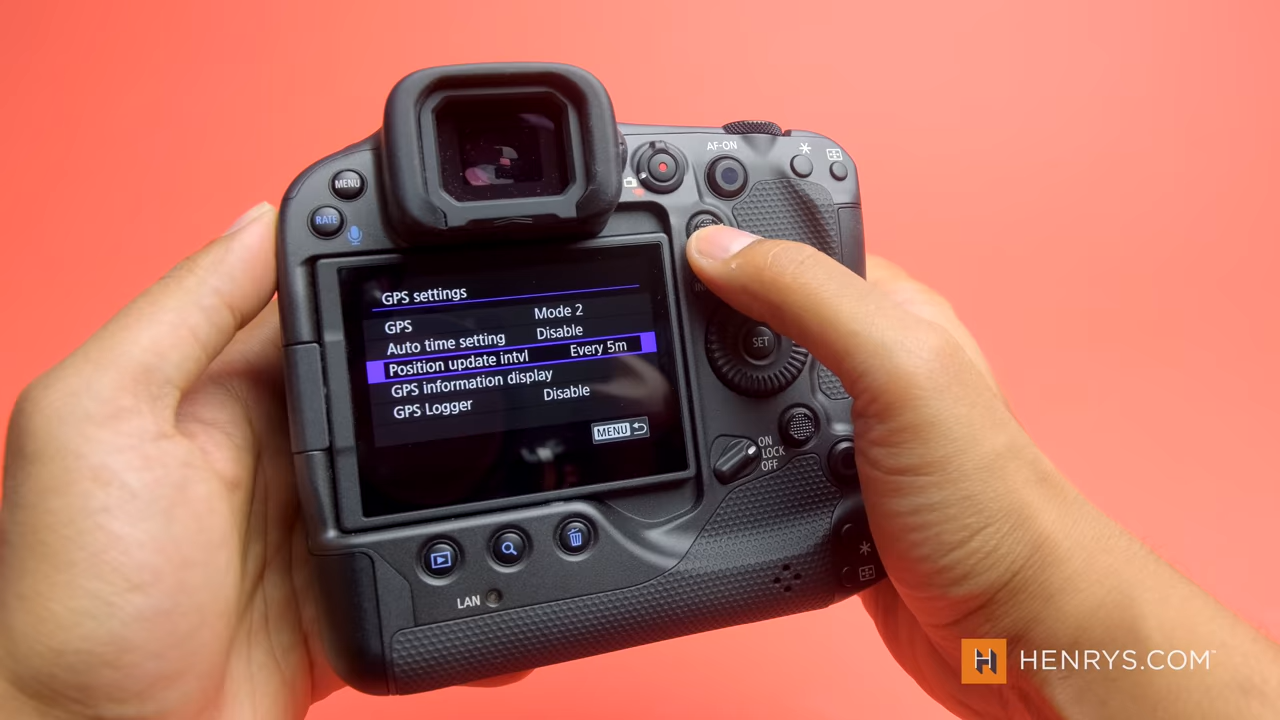 AF-ON
MENU
RATE
GPS settings
GPS Mode 2
Auto time setting Disable
Position update intvl Every 5m
GPS information display
GPS Logger Disable
MENU
SET
ON
LOCK
OFF
LAN
H HENRYS.COM™